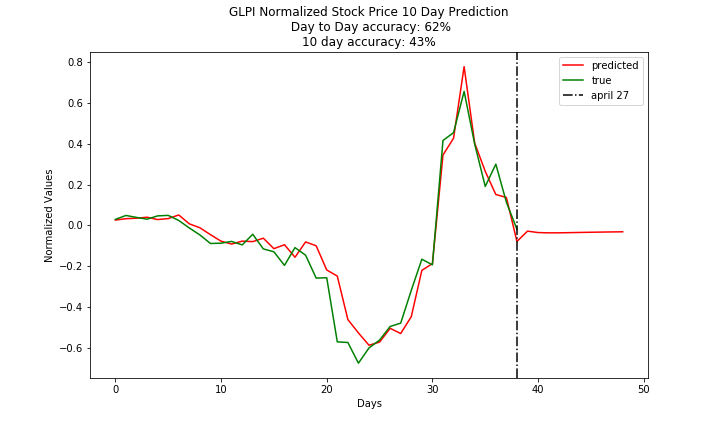 GLPI Normalized Stock Price 10 Day Prediction
Day to Day accuracy: 62%
10 day accuracy: 43%
predicted
true
april 27
0.8
0.6
0.4
0.2
0.0
−0.2
−0.4
−0.6
Normalized Values
0 10 20 30 40 50
Days